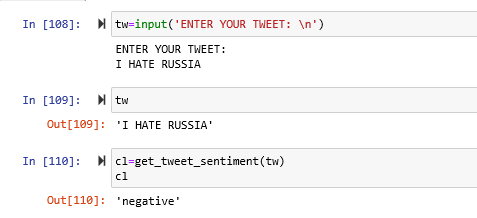 In [108]: tw=input('ENTER YOUR TWEET: \n')
ENTER YOUR TWEET:
I HATE RUSSIA
In [109]: tw
Out[109]: 'I HATE RUSSIA'
In [110]: cl=get_tweet_sentiment(tw)
cl
Out[110]: 'negative'